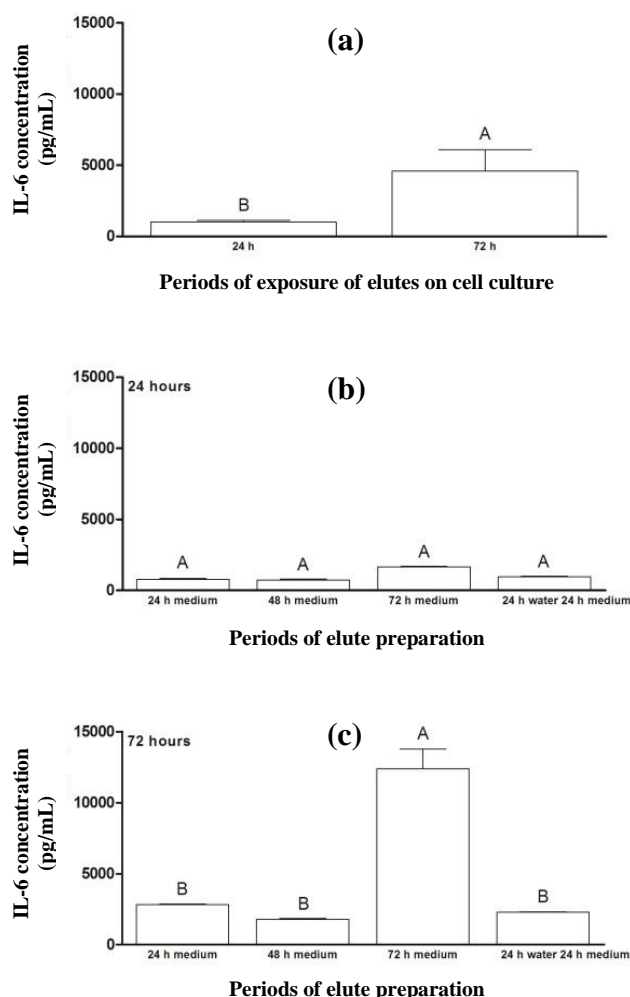 (a)
IL-6 concentration
(pg/mL)
15000
10000
5000
0
B
A
24 h
72 h
Periods of exposure of elutes on cell culture
24 hours
(b)
IL-6 concentration
(pg/mL)
15000
10000
5000
0
A
A
A
A
24 h medium
48 h medium
72 h medium
24 h water 24 h medium
Periods of elute preparation
72 hours
(c)
IL-6 concentration
(pg/mL)
15000
10000
5000
0
B
B
A
B
24 h medium
48 h medium
72 h medium
24 h water 24 h medium
Periods of elute preparation